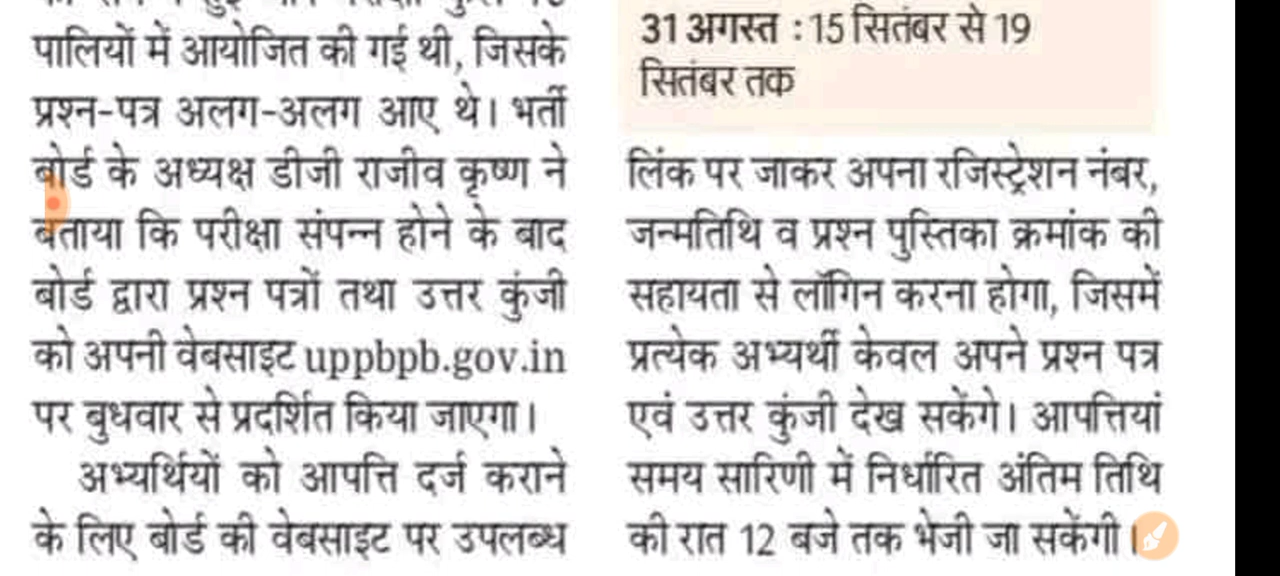 पालियों में आयोजित की गई थी, जिसके
प्रश्न-पत्र अलग-अलग आए थे। भर्ती
बोर्ड के अध्यक्ष डीजी राजीव कृष्ण ने
बताया कि परीक्षा संपन्न होने के बाद
बोर्ड द्वारा प्रश्न पत्रों तथा उत्तर कुंजी
को अपनी वेबसाइट uppbpb.gov.in
पर बुधवार से प्रदर्शित किया जाएगा।
अभ्यर्थियों को आपत्ति दर्ज कराने
के लिए बोर्ड की वेबसाइट पर उपलब्ध
31 अगस्त : 15 सितंबर से 19
सितंबर तक
लिंक पर जाकर अपना रजिस्ट्रेशन नंबर,
जन्मतिथि व प्रश्न पुस्तिका क्रमांक की
सहायता से लॉगिन करना होगा, जिसमें
प्रत्येक अभ्यर्थी केवल अपने प्रश्न पत्र
एवं उत्तर कुंजी देख सकेंगे। आपत्तियां
समय सारिणी में निर्धारित अंतिम तिथि
की रात 12 बजे तक भेजी जा सकेंगी।